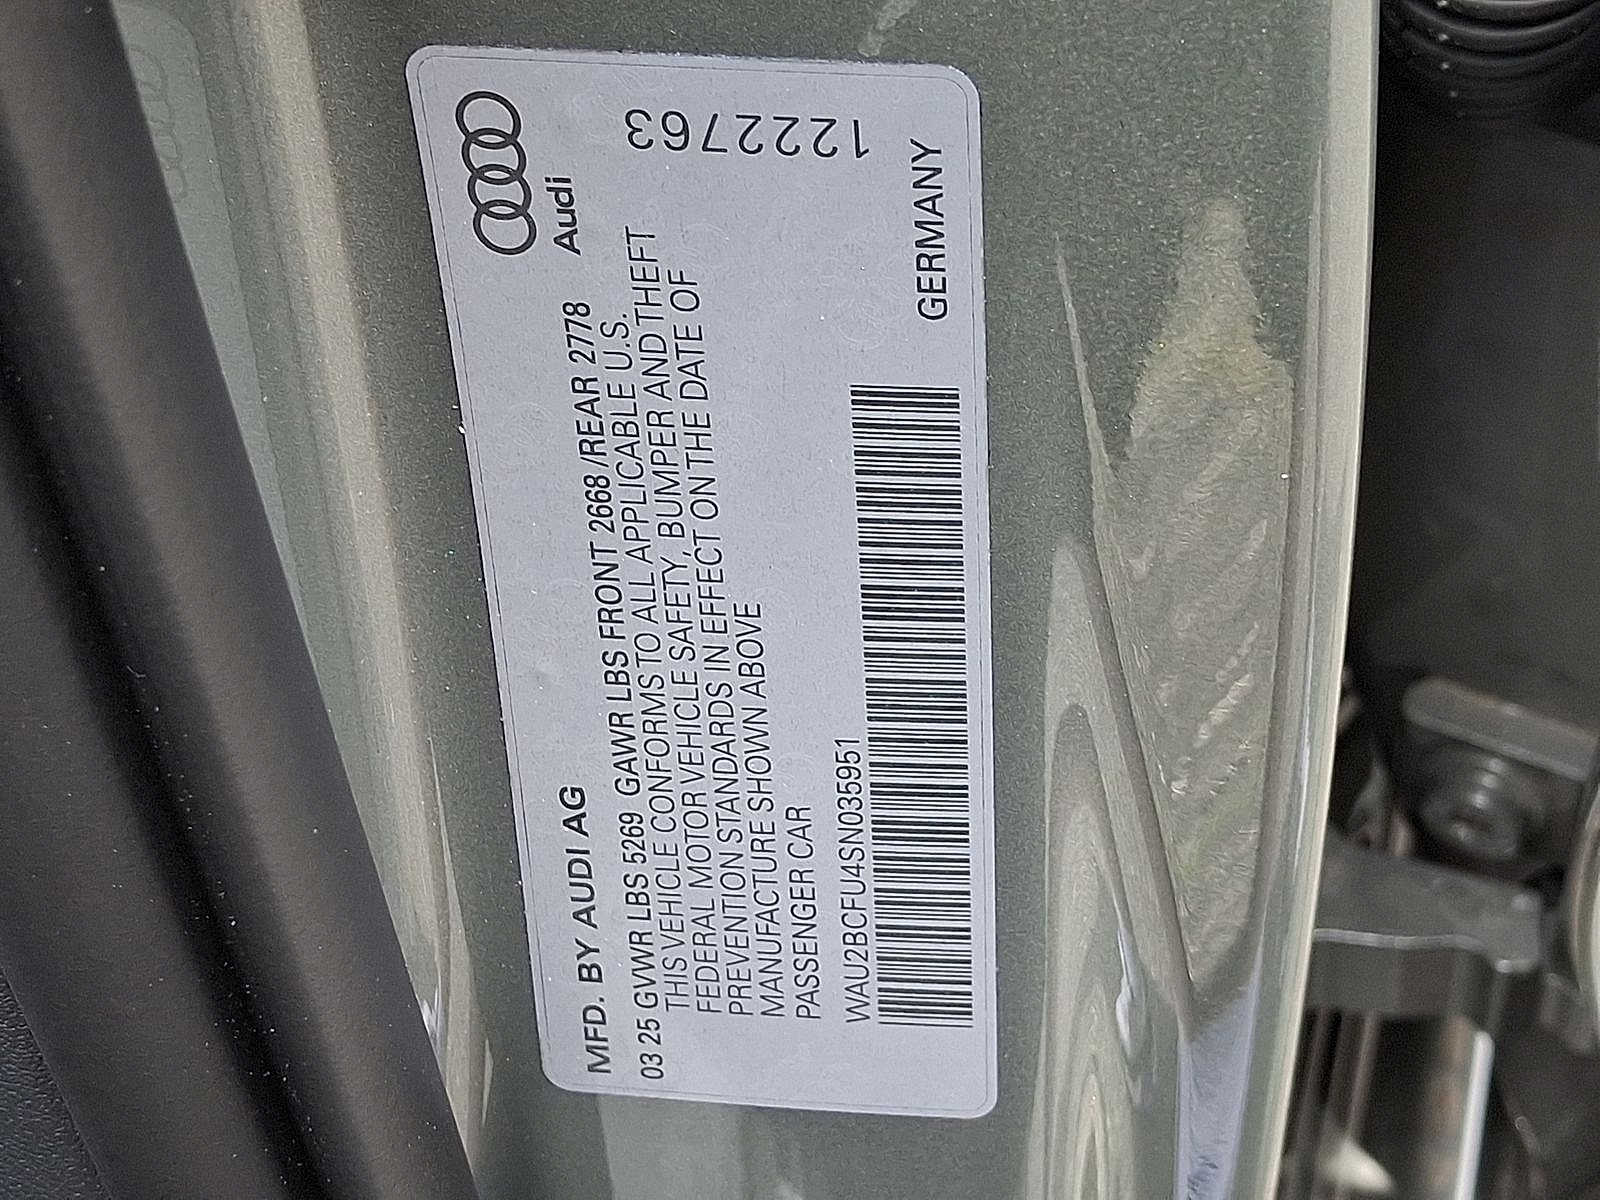 Audi
MFD. BY AUDI AG
03 25 GVWR LBS 5269 GAWR LBS FRONT 2668/REAR 2778
THIS VEHICLE CONFORMS TO ALL APPLICABLE U.S.
FEDERAL MOTOR VEHICLE SAFETY, BUMPER AND THEFT
PREVENTION STANDARDS IN EFFECT ON THE DATE OF
MANUFACTURE SHOWN ABOVE
PASSENGER CAR
WAU2BCFU4SN035951
GERMANY
1222763